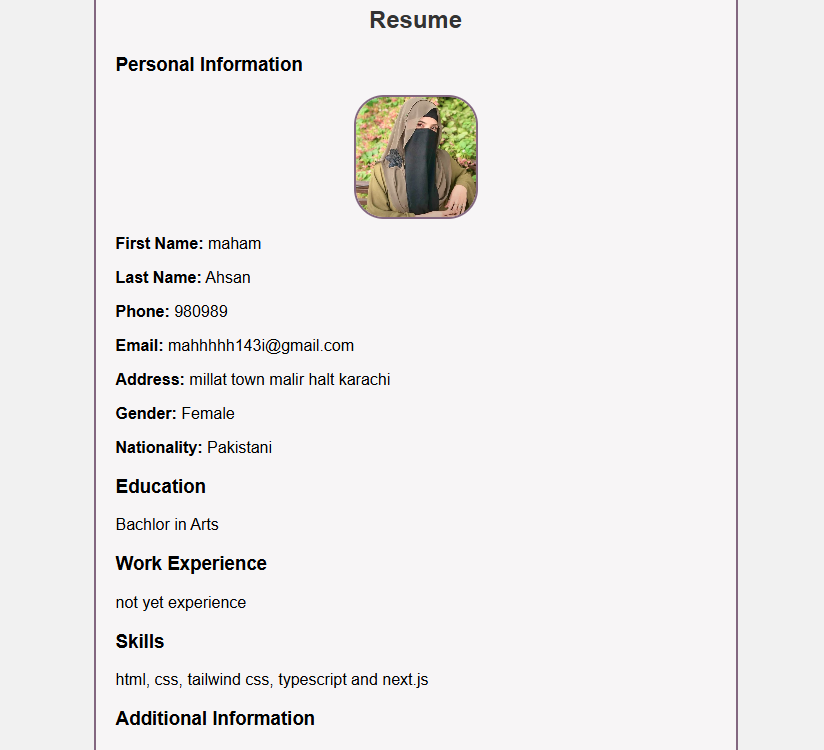 Resume
Personal Information
First Name: maham
Last Name: Ahsan
Phone: 980989
Email: mahhhhh143i@gmail.com
Address: millat town malir halt karachi
Gender: Female
Nationality: Pakistani
Education
Bachlor in Arts
Work Experience
not yet experience
Skills
html, css, tailwind css, typescript and next.js
Additional Information